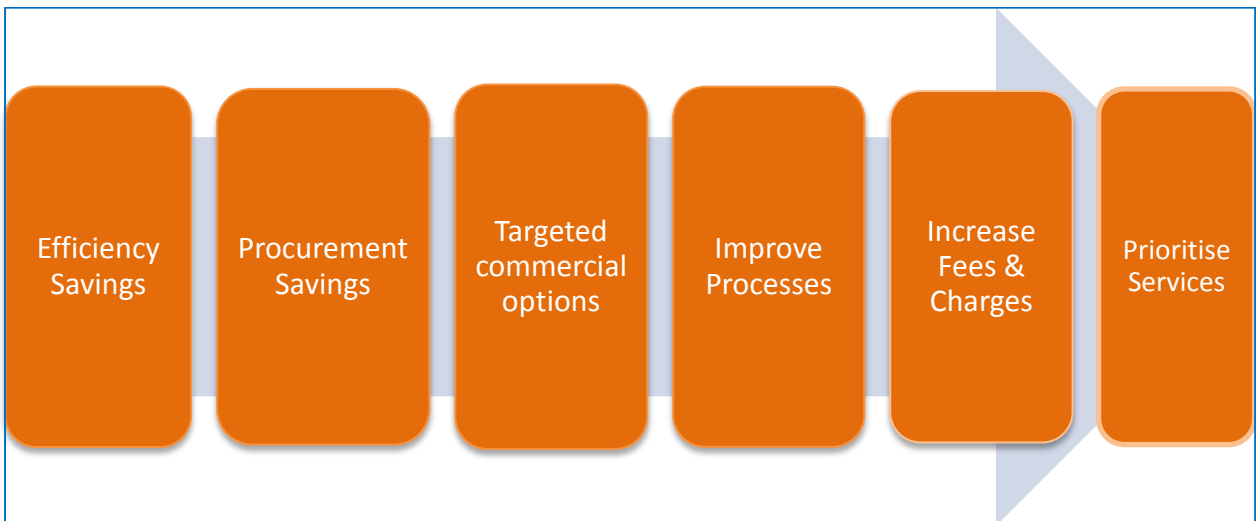 Efficiency
Savings
Procurement
Savings
Targeted
commercial
options
Improve
Processes
Increase
Fees &
Charges
Prioritise
Services